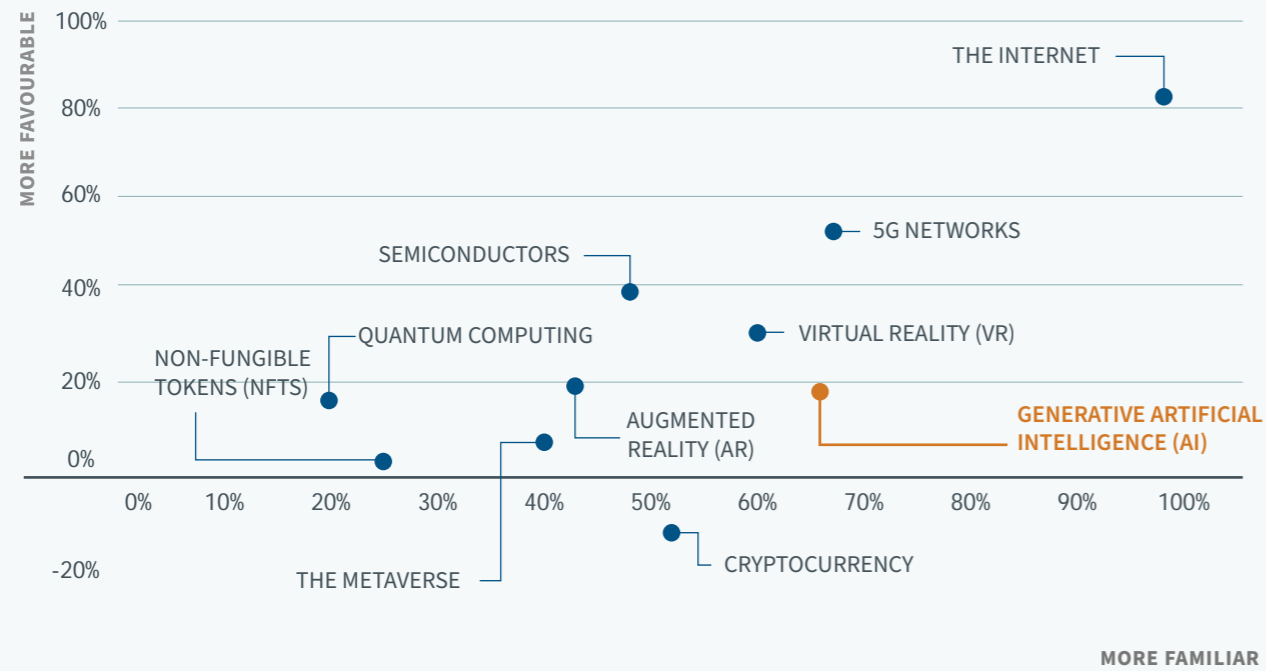 MORE FAVOURABLE
100%
THE INTERNET
80%
60%
5G NETWORKS
SEMICONDUCTORS
40%
QUANTUM COMPUTING
VIRTUAL REALITY (VR)
NON-FUNGIBLE
TOKENS (NFTS)
20%
AUGMENTED
REALITY (AR)
GENERATIVE ARTIFICIAL
INTELLIGENCE (AI)
0%
0% 10% 20% 30% 40% 50% 60% 70% 80% 90% 100%
-20%
THE METAVERSE
CRYPTOCURRENCY
MORE FAMILIAR